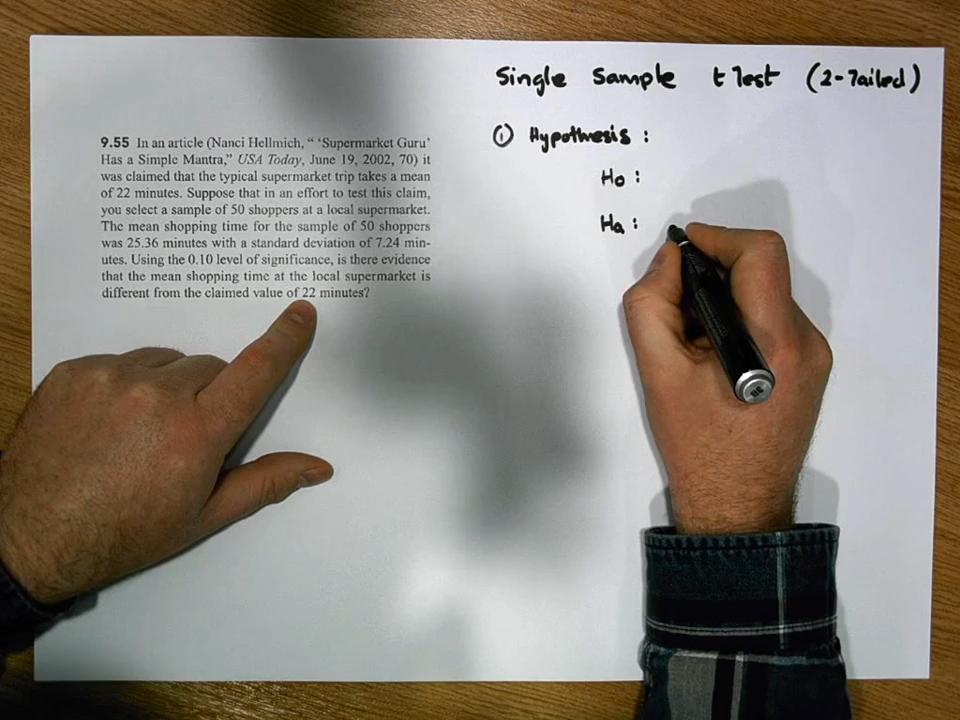 Single Sample t Test (2-Tailed)
① Hypothesis :
Ho :
Ha :
9.55 In an article (Nanci Hellmich, “ ‘Supermarket Guru’
Has a Simple Mantra,” USA Today, June 19, 2002, 70) it
was claimed that the typical supermarket trip takes a mean
of 22 minutes. Suppose that in an effort to test this claim,
you select a sample of 50 shoppers at a local supermarket.
The mean shopping time for the sample of 50 shoppers
was 25.36 minutes with a standard deviation of 7.24 min-
utes. Using the 0.10 level of significance, is there evidence
that the mean shopping time at the local supermarket is
different from the claimed value of 22 minutes?